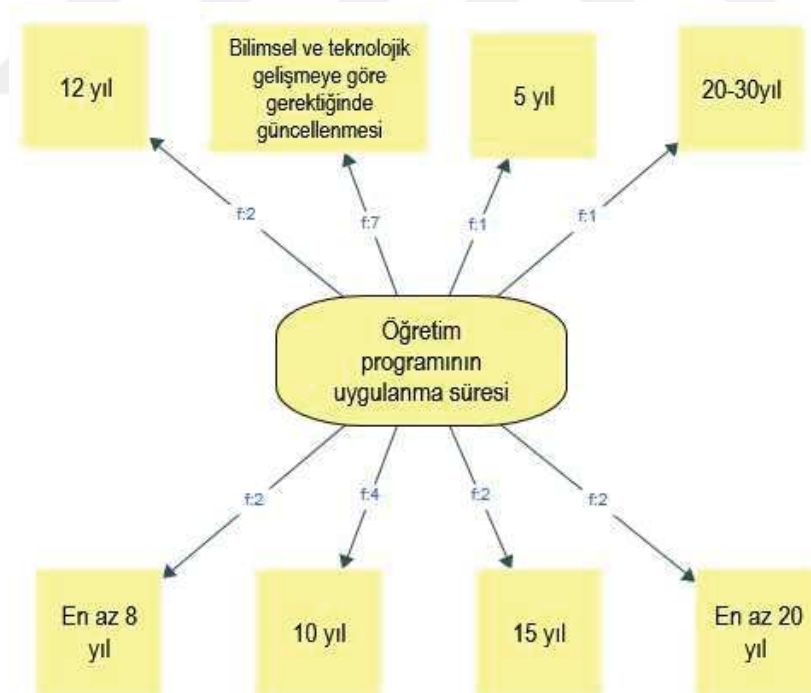 12 yıl
Bilimsel ve teknolojik
gelişmeye göre
gerektiğinde
güncellenmesi
5 yıl
20-30yıl
f:2
f:7
f:1
f:1
Öğretim
programının
uygulanma süresi
f:2
f:4
f:2
f:2
En az 8
yıl
10 yıl
15 yıl
En az 20
yıl